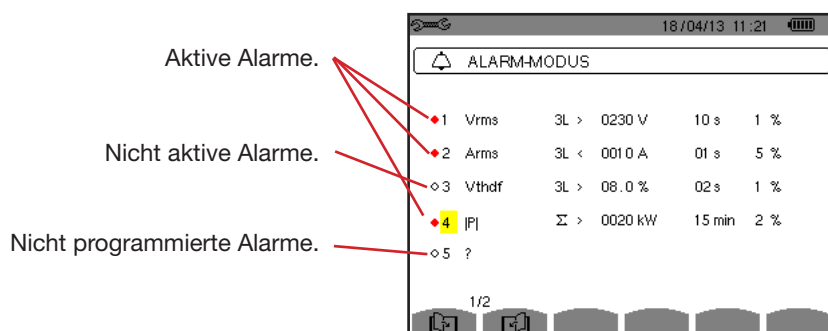 18/04/13 11:21
ALARM-MODUS
Aktive Alarme.
1 Vrms 3L > 0230 V 10 s 1 %
2 Arms 3L < 0010 A 01 s 5 %
Nicht aktive Alarme.
3 Vthdf 3L > 08.0 % 02 s 1 %
4 |P| Σ > 0020 kW 15 min 2 %
Nicht programmierte Alarme.
5 ?
1/2